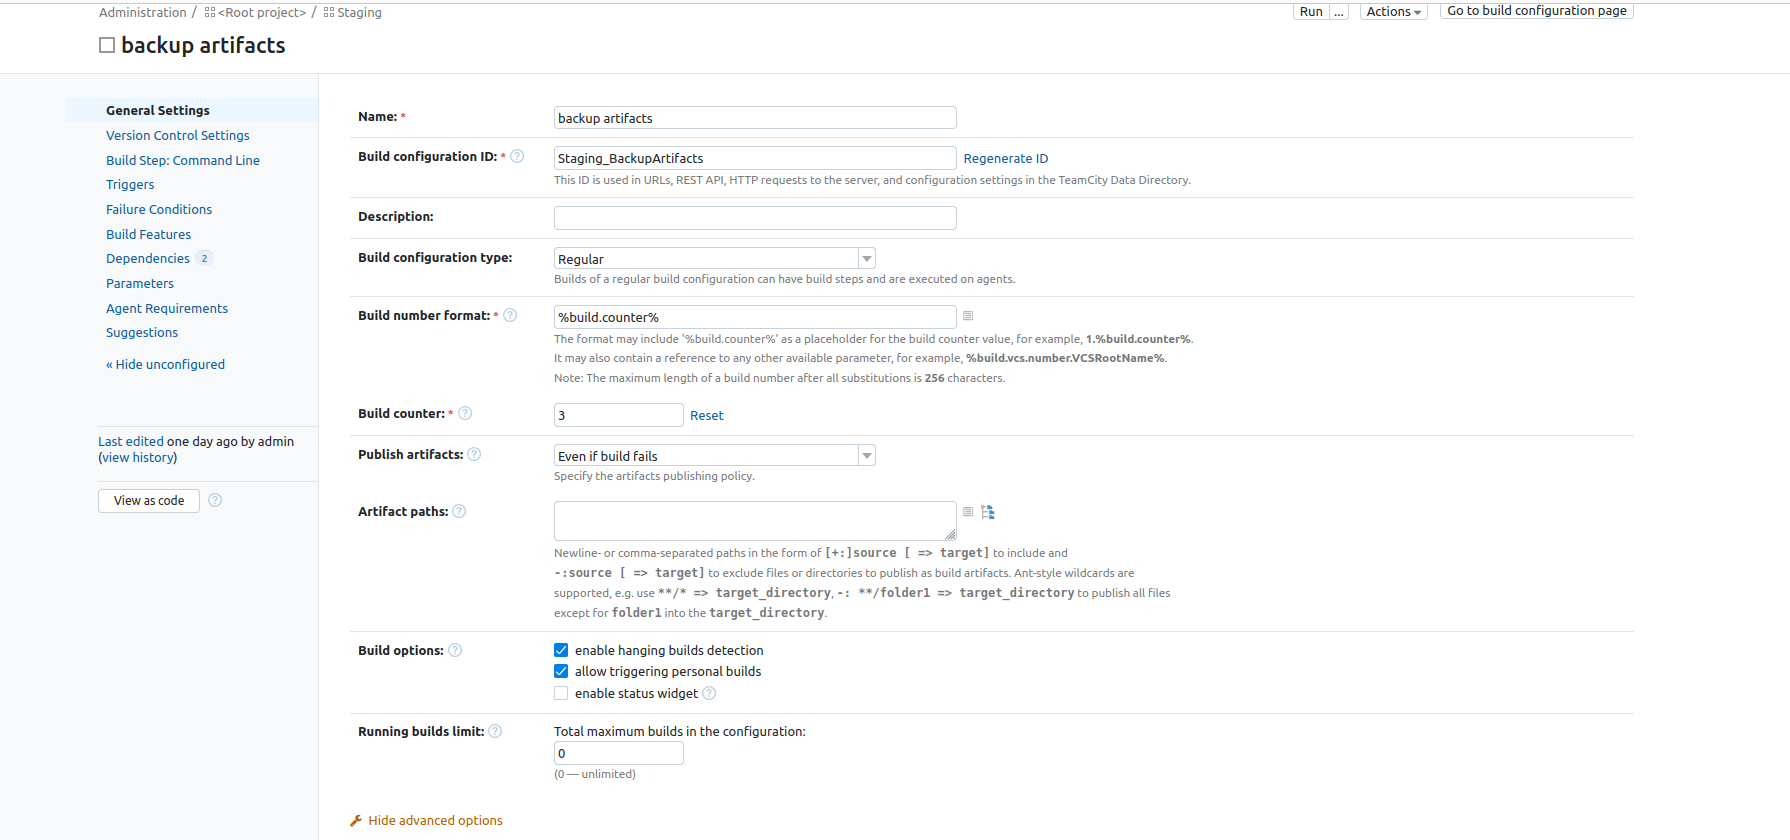 Administration / <Root project> / Staging
Run ... Actions Go to build configuration page
backup artifacts
General Settings
Version Control Settings
Build Step: Command Line
Triggers
Failure Conditions
Build Features
Dependencies 2
Parameters
Agent Requirements
Suggestions
« Hide unconfigured
Last edited one day ago by admin
(view history)
View as code ?
Name: *
backup artifacts
Build configuration ID: * ?
Staging_BackupArtifacts
Regenerate ID
This ID is used in URLs, REST API, HTTP requests to the server, and configuration settings in the TeamCity Data Directory.
Description:
Build configuration type:
Regular
Builds of a regular build configuration can have build steps and are executed on agents.
Build number format: * ?
%build.counter%
The format may include '%build.counter%' as a placeholder for the build counter value, for example, 1.%build.counter%.
It may also contain a reference to any other available parameter, for example, %build.vcs.number.VCSRootName%.
Note: The maximum length of a build number after all substitutions is 256 characters.
Build counter: * ?
3
Reset
Publish artifacts: ?
Even if build fails
Specify the artifacts publishing policy.
Artifact paths: ?
Newline- or comma-separated paths in the form of [+:]source [ => target] to include and
-:source [ => target] to exclude files or directories to publish as build artifacts. Ant-style wildcards are
supported, e.g. use **/* => target_directory, -: **/folder1 => target_directory to publish all files
except for folder1 into the target_directory.
Build options: ?
enable hanging builds detection
allow triggering personal builds
enable status widget ?
Running builds limit: ?
Total maximum builds in the configuration:
0
(0 — unlimited)
Hide advanced options